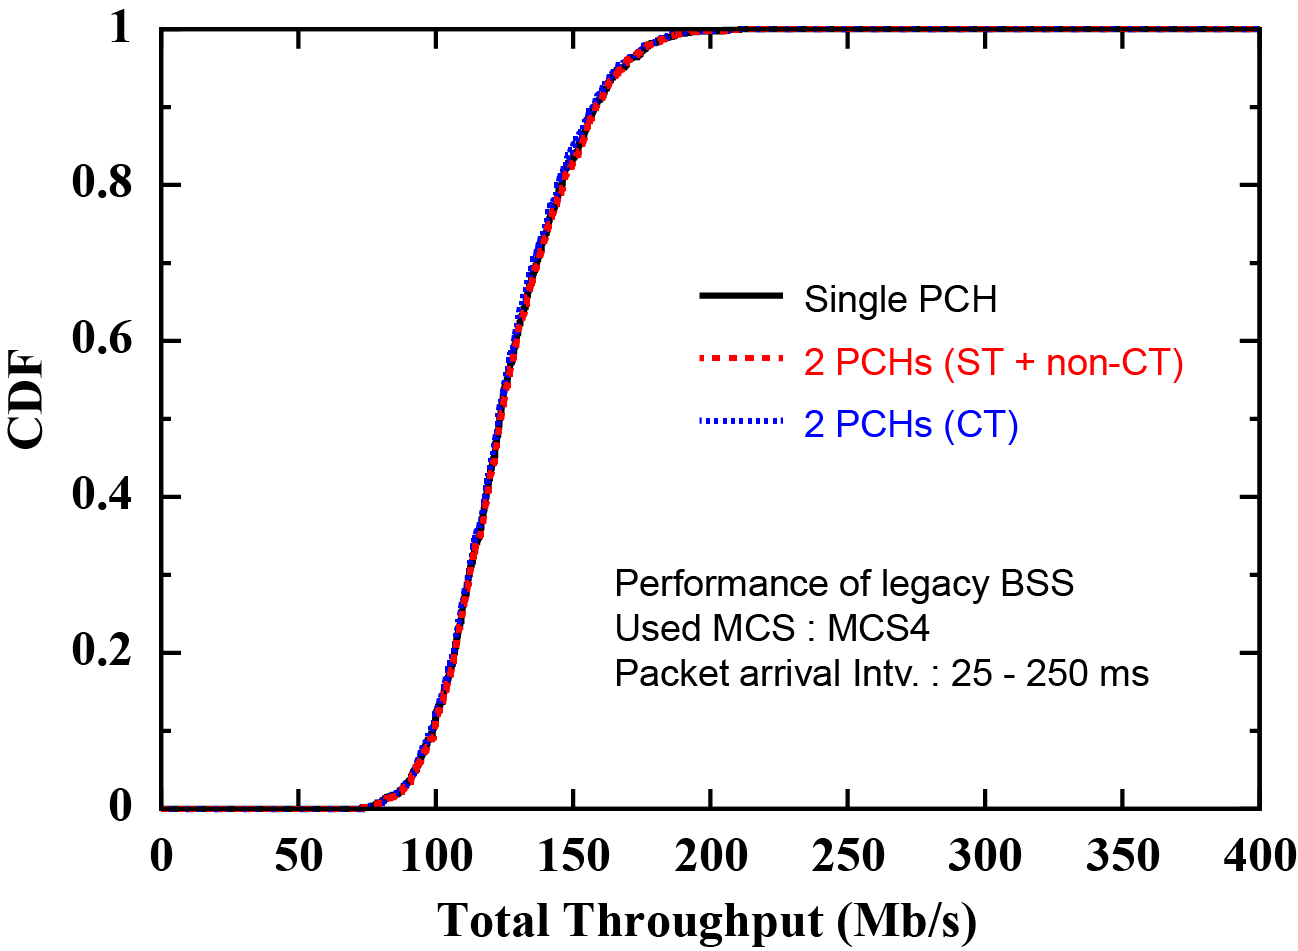 1
0.8
0.6
0.4
0.2
0
CDF
Single PCH
2 PCHs (ST + non-CT)
2 PCHs (CT)
Performance of legacy BSS
Used MCS : MCS4
Packet arrival Intv. : 25 - 250 ms
0 50 100 150 200 250 300 350 400
Total Throughput (Mb/s)